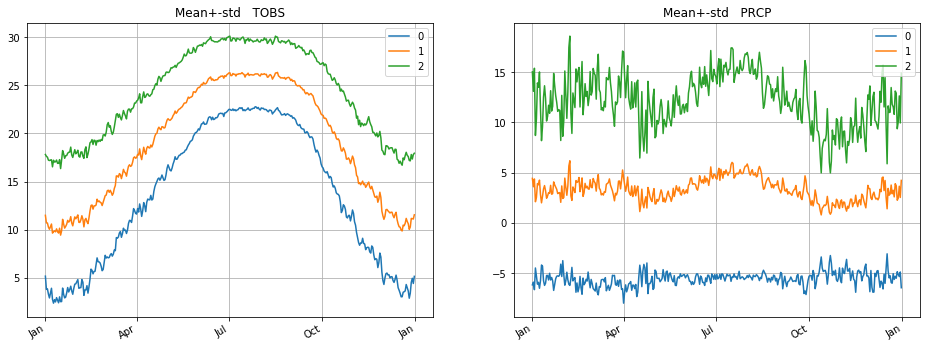 Mean+-std TOBS
30
25
20
15
10
5
Jan
Apr
Jul
Oct
Jan
0
1
2
Mean+-std PRCP
15
10
5
0
−5
Jan
Apr
Jul
Oct
Jan
0
1
2